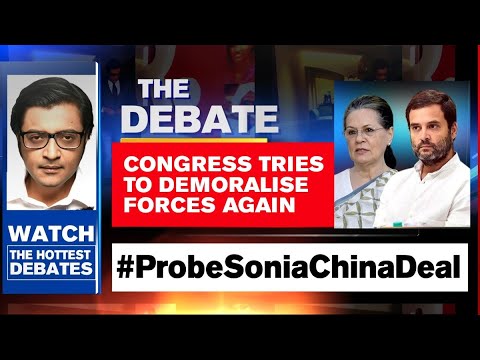 THE
DEBATE
CONGRESS TRIES
TO DEMORALISE
FORCES AGAIN
WATCH
THE HOTTEST
DEBATES
#ProbeSoniaChinaDeal